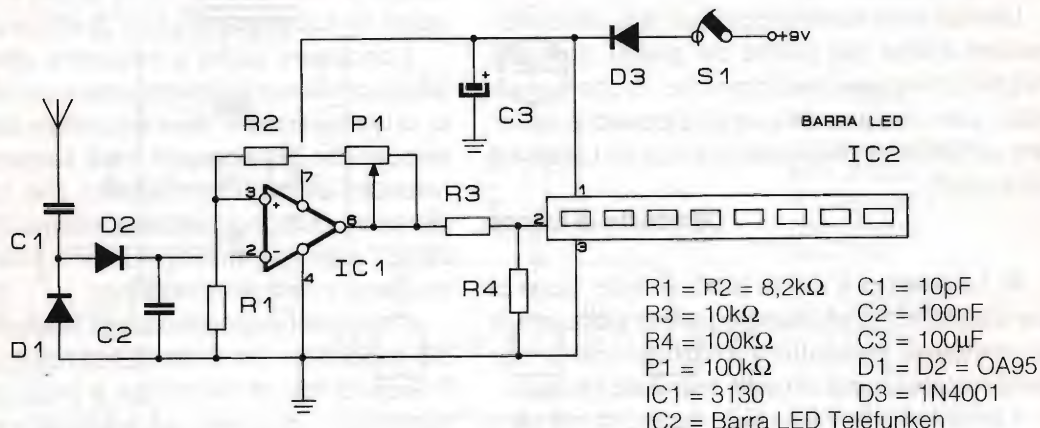 +9V
D3
S1
C3
BARRA LED
IC2
R2
P1
R3
7
3
+
2
-
6
4
IC1
1
2
3
C1
D2
R1
R4
D1
C2
R1 = R2 = 8,2kΩ
R3 = 10kΩ
R4 = 100kΩ
P1 = 100kΩ
IC1 = 3130
IC2 = Barra LED Telefunken
C1 = 10pF
C2 = 100nF
C3 = 100µF
D1 = D2 = OA95
D3 = 1N4001